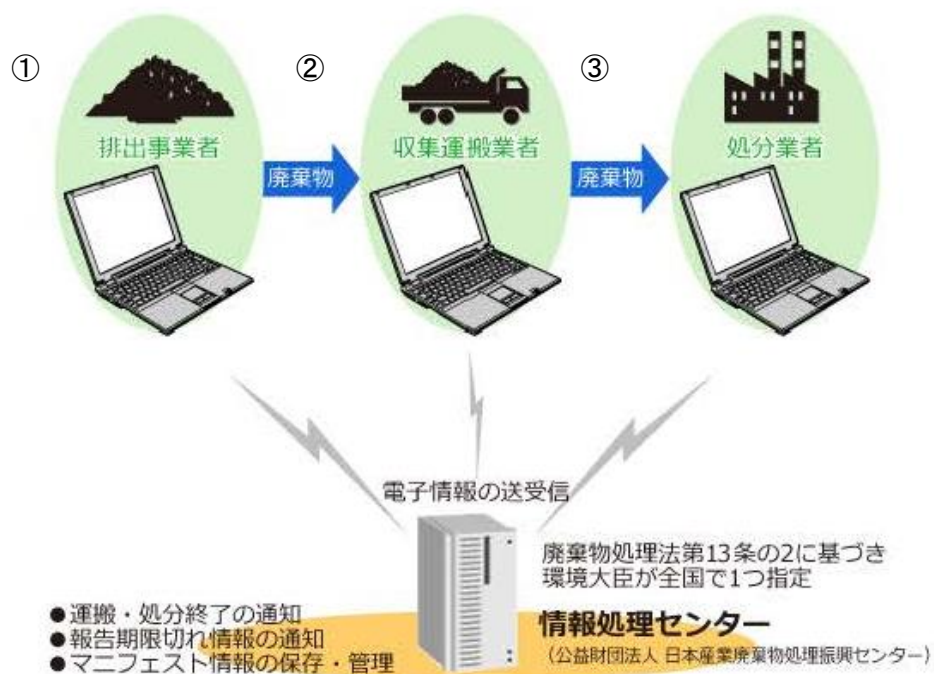 ①
②
③
排出事業者
収集運搬業者
処分業者
廃棄物
廃棄物
電子情報の送受信
廃棄物処理法第13条の2に基づき
環境大臣が全国で1つ指定
●運搬・処分終了の通知
●報告期限切れ情報の通知
●マニフェスト情報の保存・管理
情報処理センター
(公益財団法人 日本産業廃棄物処理振興センター)